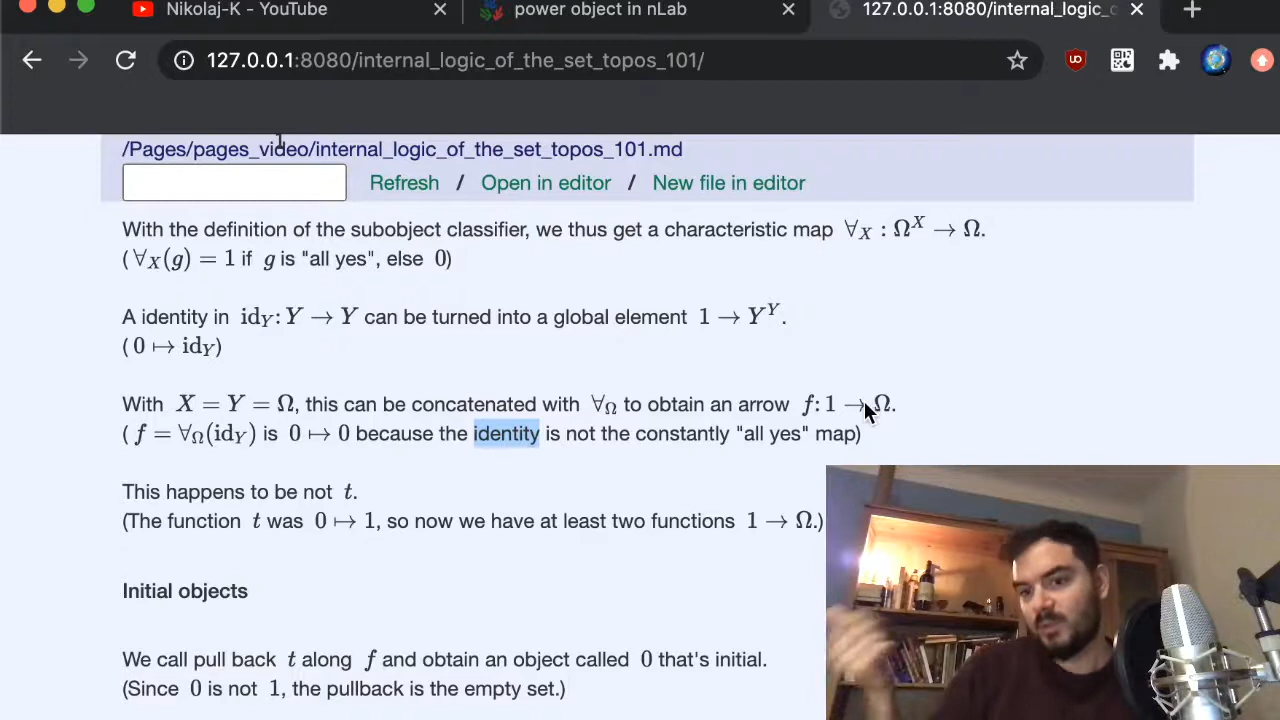 Nikolaj-K - YouTube
power object in nLab
127.0.0.1:8080/internal_logic_c
127.0.0.1:8080/internal_logic_of_the_set_topos_101/
/Pages/pages_video/internal_logic_of_the_set_topos_101.md
Refresh / Open in editor / New file in editor
With the definition of the subobject classifier, we thus get a characteristic map ∀_X : Ω^X → Ω.
( ∀_X(g) = 1 if g is "all yes", else 0)
A identity in id_Y: Y → Y can be turned into a global element 1 → Y^Y.
( 0 ↦ id_Y)
With X = Y = Ω, this can be concatenated with ∀_Ω to obtain an arrow f: 1 → Ω.
( f = ∀_Ω(id_Y) is 0 ↦ 0 because the identity is not the constantly "all yes" map)
This happens to be not t.
(The function t was 0 ↦ 1, so now we have at least two functions 1 → Ω.)
Initial objects
We call pull back t along f and obtain an object called 0 that's initial.
(Since 0 is not 1, the pullback is the empty set.)